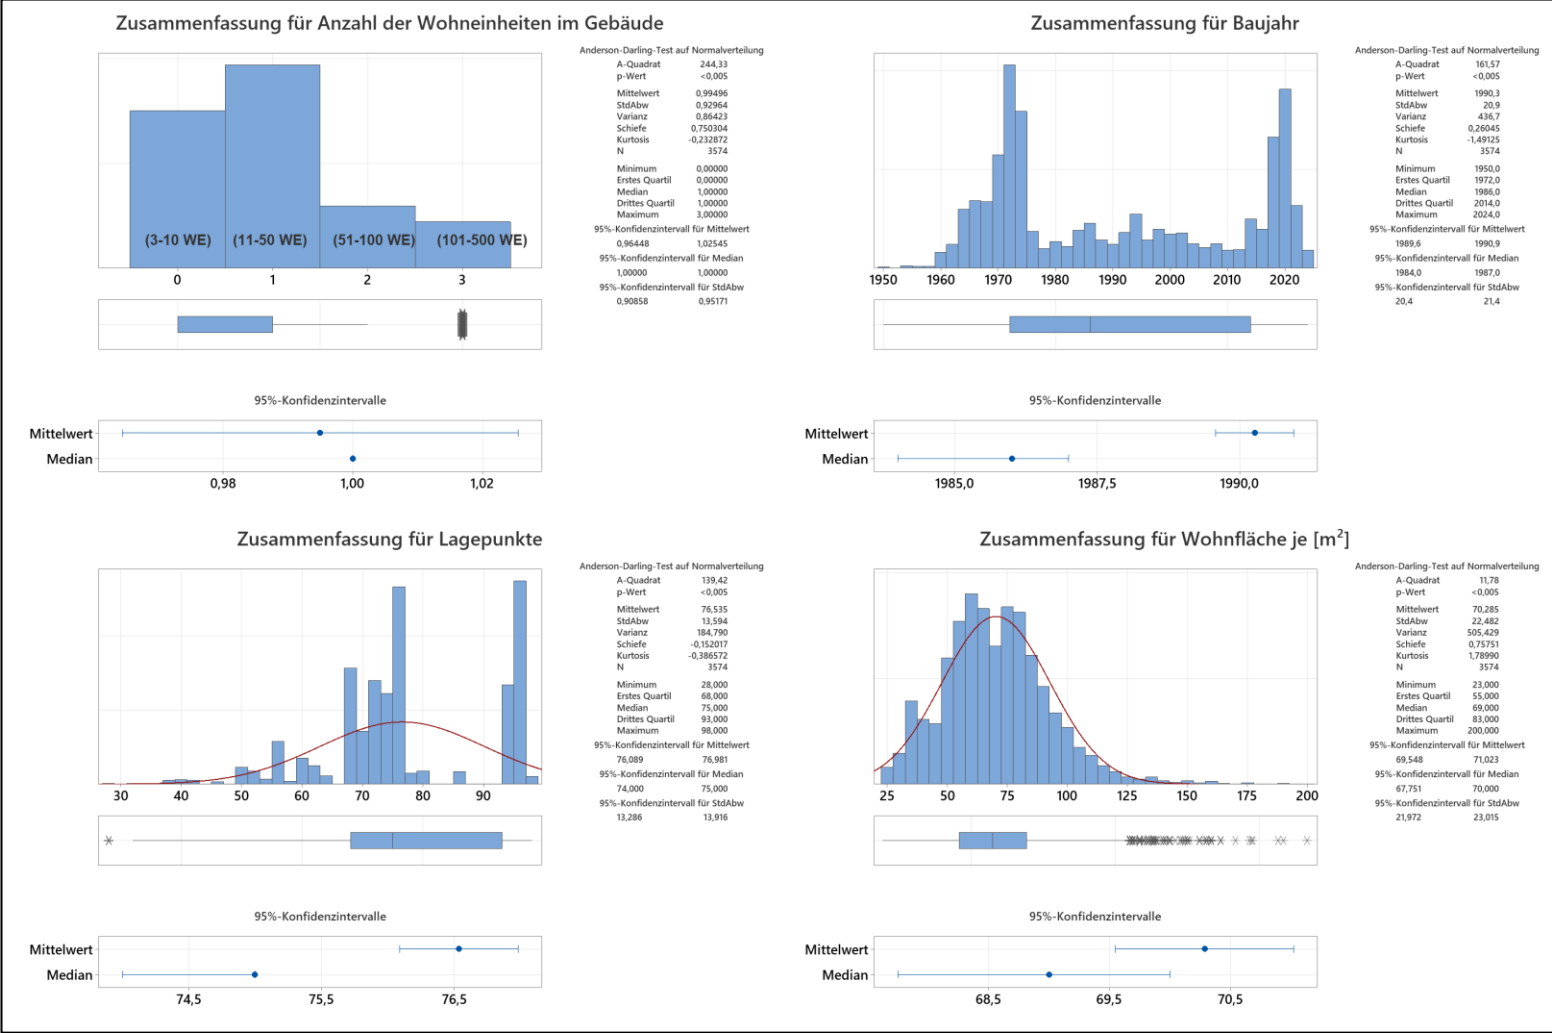 Zusammenfassung für Anzahl der Wohneinheiten im Gebäude
(3-10 WE) (11-50 WE) (51-100 WE) (101-500 WE)
0 1 2 3
Anderson-Darling-Test auf Normalverteilung
A-Quadrat 244,33
p-Wert <0,005
Mittelwert 0,99496
StdAbw 0,92964
Varianz 0,86423
Schiefe 0,750304
Kurtosis -0,232872
N 3574
Minimum 0,00000
Erstes Quartil 0,00000
Median 1,00000
Drittes Quartil 1,00000
Maximum 3,00000
95%-Konfidenzintervall für Mittelwert
0,96448 1,02545
95%-Konfidenzintervall für Median
1,00000 1,00000
95%-Konfidenzintervall für StdAbw
0,90858 0,95171
95%-Konfidenzintervalle
Mittelwert
Median
0,98 1,00 1,02
Zusammenfassung für Baujahr
1950 1960 1970 1980 1990 2000 2010 2020
Anderson-Darling-Test auf Normalverteilung
A-Quadrat 161,57
p-Wert <0,005
Mittelwert 1990,3
StdAbw 20,9
Varianz 436,7
Schiefe 0,26045
Kurtosis -1,49125
N 3574
Minimum 1950,0
Erstes Quartil 1972,0
Median 1986,0
Drittes Quartil 2014,0
Maximum 2024,0
95%-Konfidenzintervall für Mittelwert
1989,6 1990,9
95%-Konfidenzintervall für Median
1984,0 1987,0
95%-Konfidenzintervall für StdAbw
20,4 21,4
95%-Konfidenzintervalle
Mittelwert
Median
1985,0 1987,5 1990,0
Zusammenfassung für Lagepunkte
30 40 50 60 70 80 90
Anderson-Darling-Test auf Normalverteilung
A-Quadrat 139,42
p-Wert <0,005
Mittelwert 76,535
StdAbw 13,594
Varianz 184,790
Schiefe -0,152017
Kurtosis -0,386572
N 3574
Minimum 28,000
Erstes Quartil 68,000
Median 75,000
Drittes Quartil 93,000
Maximum 98,000
95%-Konfidenzintervall für Mittelwert
76,089 76,981
95%-Konfidenzintervall für Median
74,000 75,000
95%-Konfidenzintervall für StdAbw
13,286 13,916
95%-Konfidenzintervalle
Mittelwert
Median
74,5 75,5 76,5
Zusammenfassung für Wohnfläche je [m²]
25 50 75 100 125 150 175 200
Anderson-Darling-Test auf Normalverteilung
A-Quadrat 11,78
p-Wert <0,005
Mittelwert 70,285
StdAbw 22,482
Varianz 505,429
Schiefe 0,75751
Kurtosis 1,78990
N 3574
Minimum 23,000
Erstes Quartil 55,000
Median 69,000
Drittes Quartil 83,000
Maximum 200,000
95%-Konfidenzintervall für Mittelwert
69,548 71,023
95%-Konfidenzintervall für Median
67,751 70,000
95%-Konfidenzintervall für StdAbw
21,972 23,015
95%-Konfidenzintervalle
Mittelwert
Median
68,5 69,5 70,5